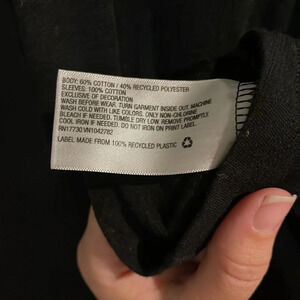 BODY: 60% COTTON / 40% RECYCLED POLYESTER
SLEEVES: 100% COTTON
EXCLUSIVE OF DECORATION
WASH BEFORE WEAR. TURN GARMENT INSIDE OUT. MACHINE
WASH COLD WITH LIKE COLORS. ONLY NON-CHLORINE
BLEACH IF NEEDED. TUMBLE DRY LOW. REMOVE PROMPTLY.
COOL IRON IF NEEDED. DO NOT IRON ON PRINT LABEL.
RN17730 VN1042782
LABEL MADE FROM 100% RECYCLED PLASTIC